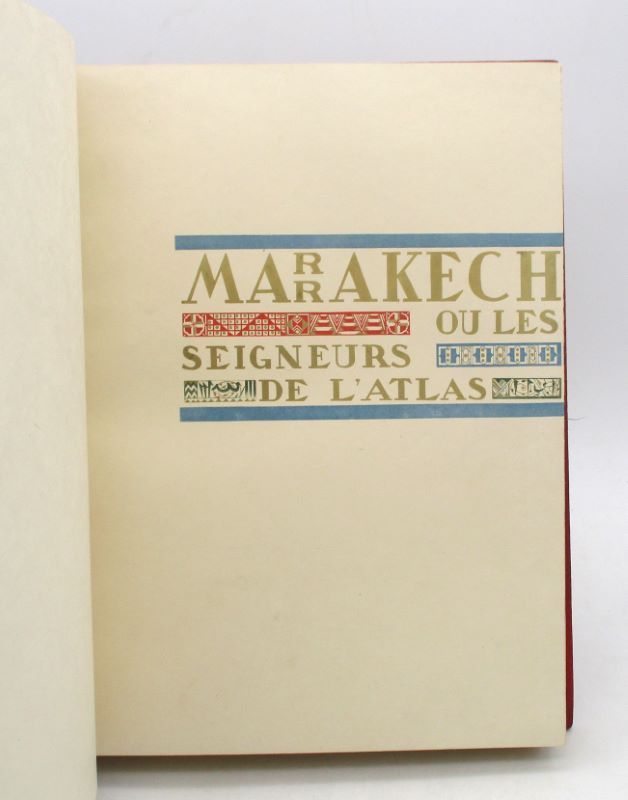 MARRAKECH
OU LES
SEIGNEURS
DE L'ATLAS